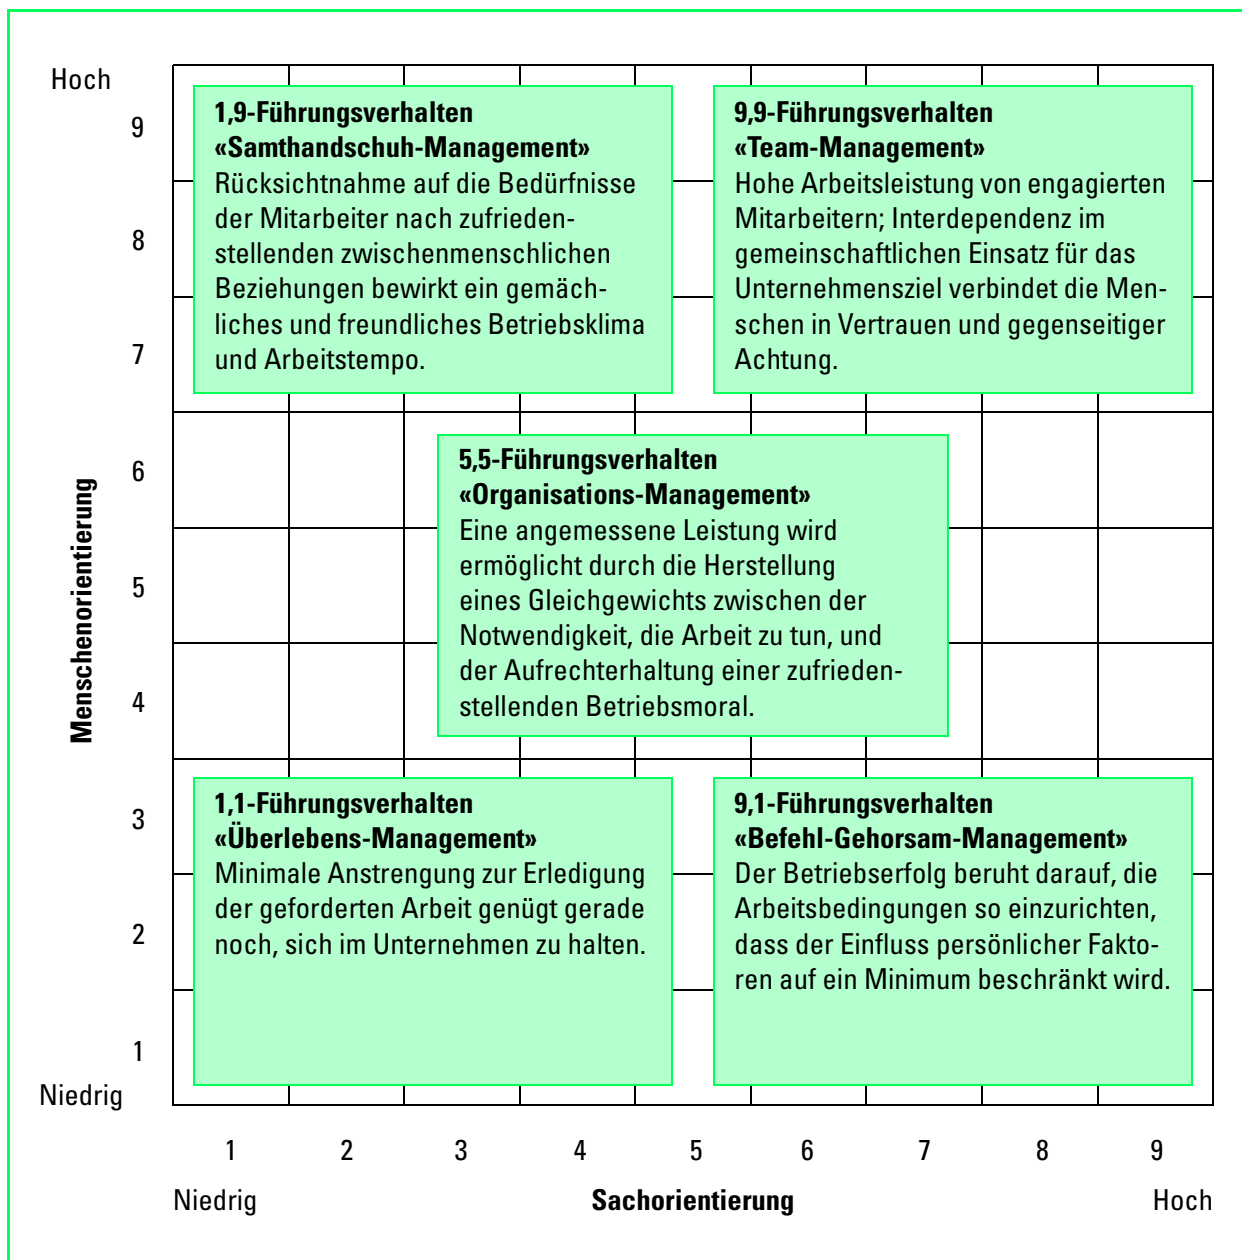 Hoch
9
8
7
6
5
4
3
2
1
Niedrig
Menschenorientierung
1,9-Führungsverhalten
«Samthandschuh-Management»
Rücksichtnahme auf die Bedürfnisse
der Mitarbeiter nach zufrieden-
stellenden zwischenmenschlichen
Beziehungen bewirkt ein gemäch-
liches und freundliches Betriebsklima
und Arbeitstempo.
9,9-Führungsverhalten
«Team-Management»
Hohe Arbeitsleistung von engagierten
Mitarbeitern; Interdependenz im
gemeinschaftlichen Einsatz für das
Unternehmensziel verbindet die Men-
schen in Vertrauen und gegenseitiger
Achtung.
5,5-Führungsverhalten
«Organisations-Management»
Eine angemessene Leistung wird
ermöglicht durch die Herstellung
eines Gleichgewichts zwischen der
Notwendigkeit, die Arbeit zu tun, und
der Aufrechterhaltung einer zufrieden-
stellenden Betriebsmoral.
1,1-Führungsverhalten
«Überlebens-Management»
Minimale Anstrengung zur Erledigung
der geforderten Arbeit genügt gerade
noch, sich im Unternehmen zu halten.
9,1-Führungsverhalten
«Befehl-Gehorsam-Management»
Der Betriebserfolg beruht darauf, die
Arbeitsbedingungen so einzurichten,
dass der Einfluss persönlicher Fakto-
ren auf ein Minimum beschränkt wird.
1 2 3 4 5 6 7 8 9
Niedrig Sachorientierung Hoch